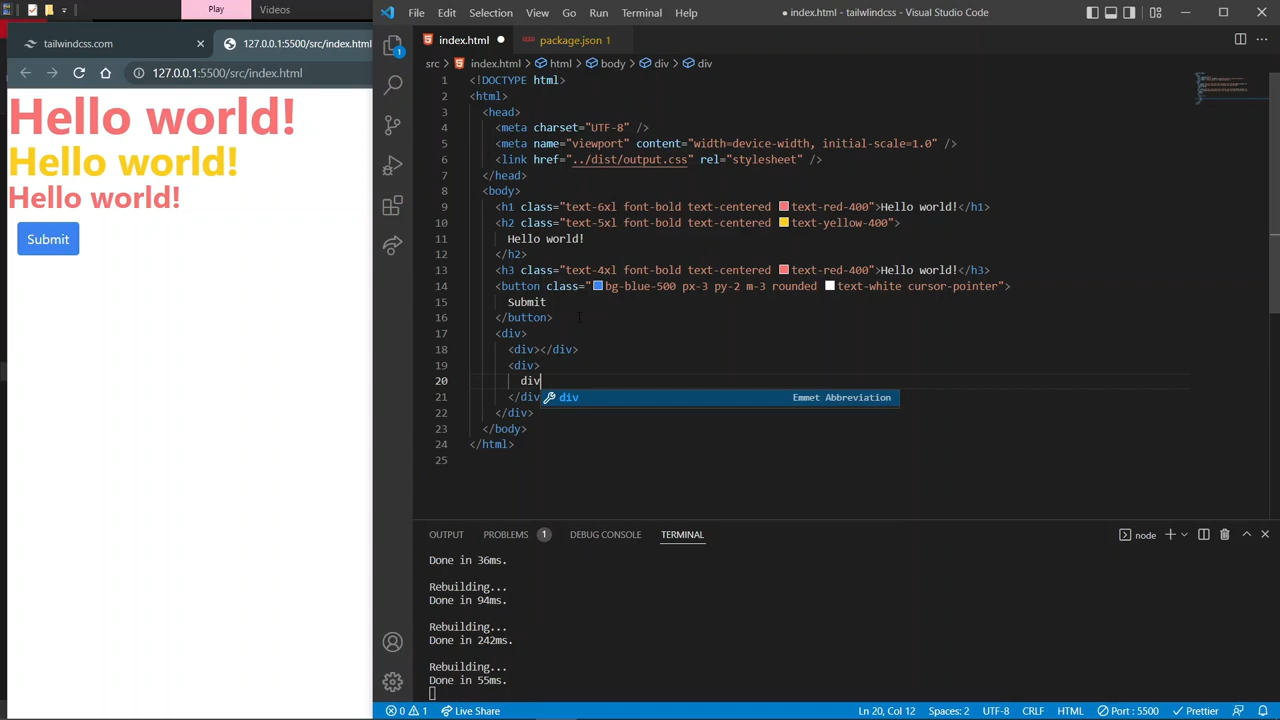 Play
Videos
File Edit Selection View Go Run Terminal Help
● index.html - tailwlindcss - Visual Studio Code
tailwindcss.com
127.0.0.1:5500/src/index.html
127.0.0.1:5500/src/index.html
Hello world!
Hello world!
Hello world!
Submit
index.html
package.json 1
src > index.html > html > body > div > div
1 <!DOCTYPE html>
2 <html>
3 <head>
4 <meta charset="UTF-8" />
5 <meta name="viewport" content="width=device-width, initial-scale=1.0" />
6 <link href="../dist/output.css" rel="stylesheet" />
7 </head>
8 <body>
9 <h1 class="text-6xl font-bold text-centered text-red-400">Hello world!</h1>
10 <h2 class="text-5xl font-bold text-centered text-yellow-400">
11 Hello world!
12 </h2>
13 <h3 class="text-4xl font-bold text-centered text-red-400">Hello world!</h3>
14 <button class="bg-blue-500 px-3 py-2 m-3 rounded text-white cursor-pointer">
15 Submit
16 </button>
17 <div>
18 <div></div>
19 <div>
20 div
21 </div
div Emmet Abbreviation
22 </div>
23 </body>
24 </html>
25
1
OUTPUT PROBLEMS 1 DEBUG CONSOLE TERMINAL
node
Done in 36ms.
Rebuilding...
Done in 94ms.
Rebuilding...
Done in 242ms.
Rebuilding...
Done in 55ms.
0 1 Live Share
Ln 20, Col 12 Spaces: 2 UTF-8 CRLF HTML Port : 5500 Prettier